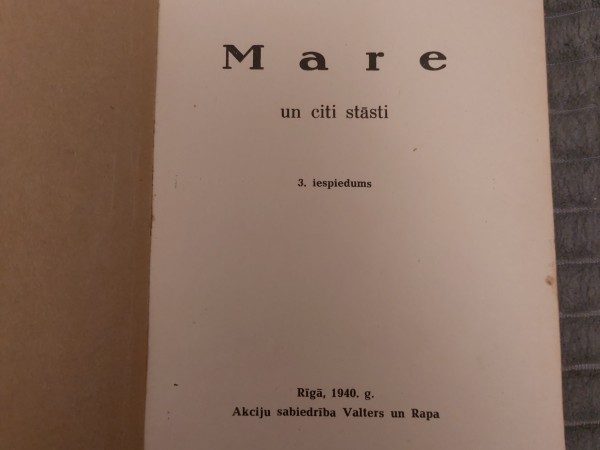 Mare
un citi stāsti
3. iespiedums
Rīgā, 1940. g.
Akciju sabiedrība Valters un Rapa